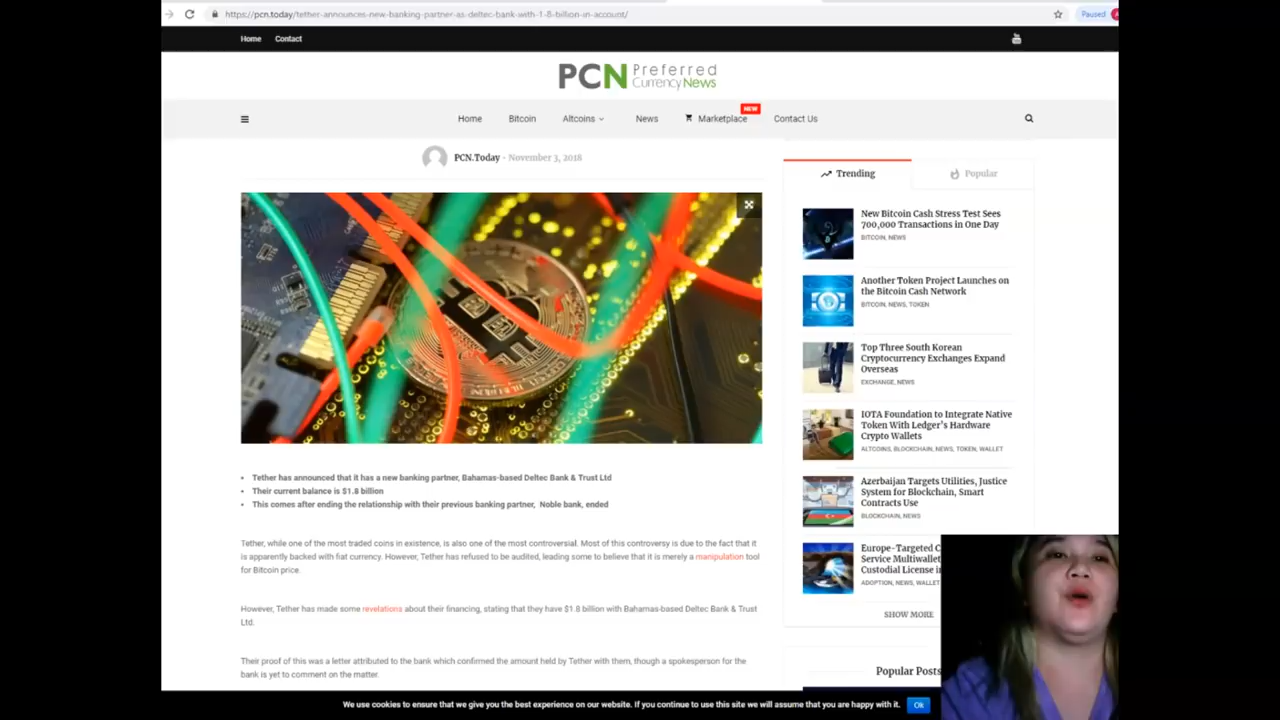 https://pcn.today/tether-announces-new-banking-partner-as-deltec-bank-with-1-8-billion-in-account/
Paused
Home
Contact
PCN Preferred
Currency News
Home
Bitcoin
Altcoins
News
Marketplace
NEW
Contact Us
PCN.Today - November 3, 2018
Tether has announced that it has a new banking partner, Bahamas-based Deltec Bank & Trust Ltd
Their current balance is $1.8 billion
This comes after ending the relationship with their previous banking partner, Noble bank, ended
Tether, while one of the most traded coins in existence, is also one of the most controversial. Most of this controversy is due to the fact that it
is apparently backed with fiat currency. However, Tether has refused to be audited, leading some to believe that it is merely a manipulation tool
for Bitcoin price.
However, Tether has made some revelations about their financing, stating that they have $1.8 billion with Bahamas-based Deltec Bank & Trust
Ltd.
Their proof of this was a letter attributed to the bank which confirmed the amount held by Tether with them, though a spokesperson for the
bank is yet to comment on the matter.
Trending
Popular
New Bitcoin Cash Stress Test Sees
700,000 Transactions in One Day
BITCOIN, NEWS
Another Token Project Launches on
the Bitcoin Cash Network
BITCOIN, NEWS, TOKEN
Top Three South Korean
Cryptocurrency Exchanges Expand
Overseas
EXCHANGE, NEWS
IOTA Foundation to Integrate Native
Token With Ledger's Hardware
Crypto Wallets
ALTCOINS, BLOCKCHAIN, NEWS, TOKEN, WALLET
Azerbaijan Targets Utilities, Justice
System for Blockchain, Smart
Contracts Use
BLOCKCHAIN, NEWS
Europe-Targeted
Service Multiwallet
Custodial License
ADOPTION, NEWS, WALLET
SHOW MORE
Popular Posts
We use cookies to ensure that we give you the best experience on our website. If you continue to use this site we will assume that you are happy with it.
Ok